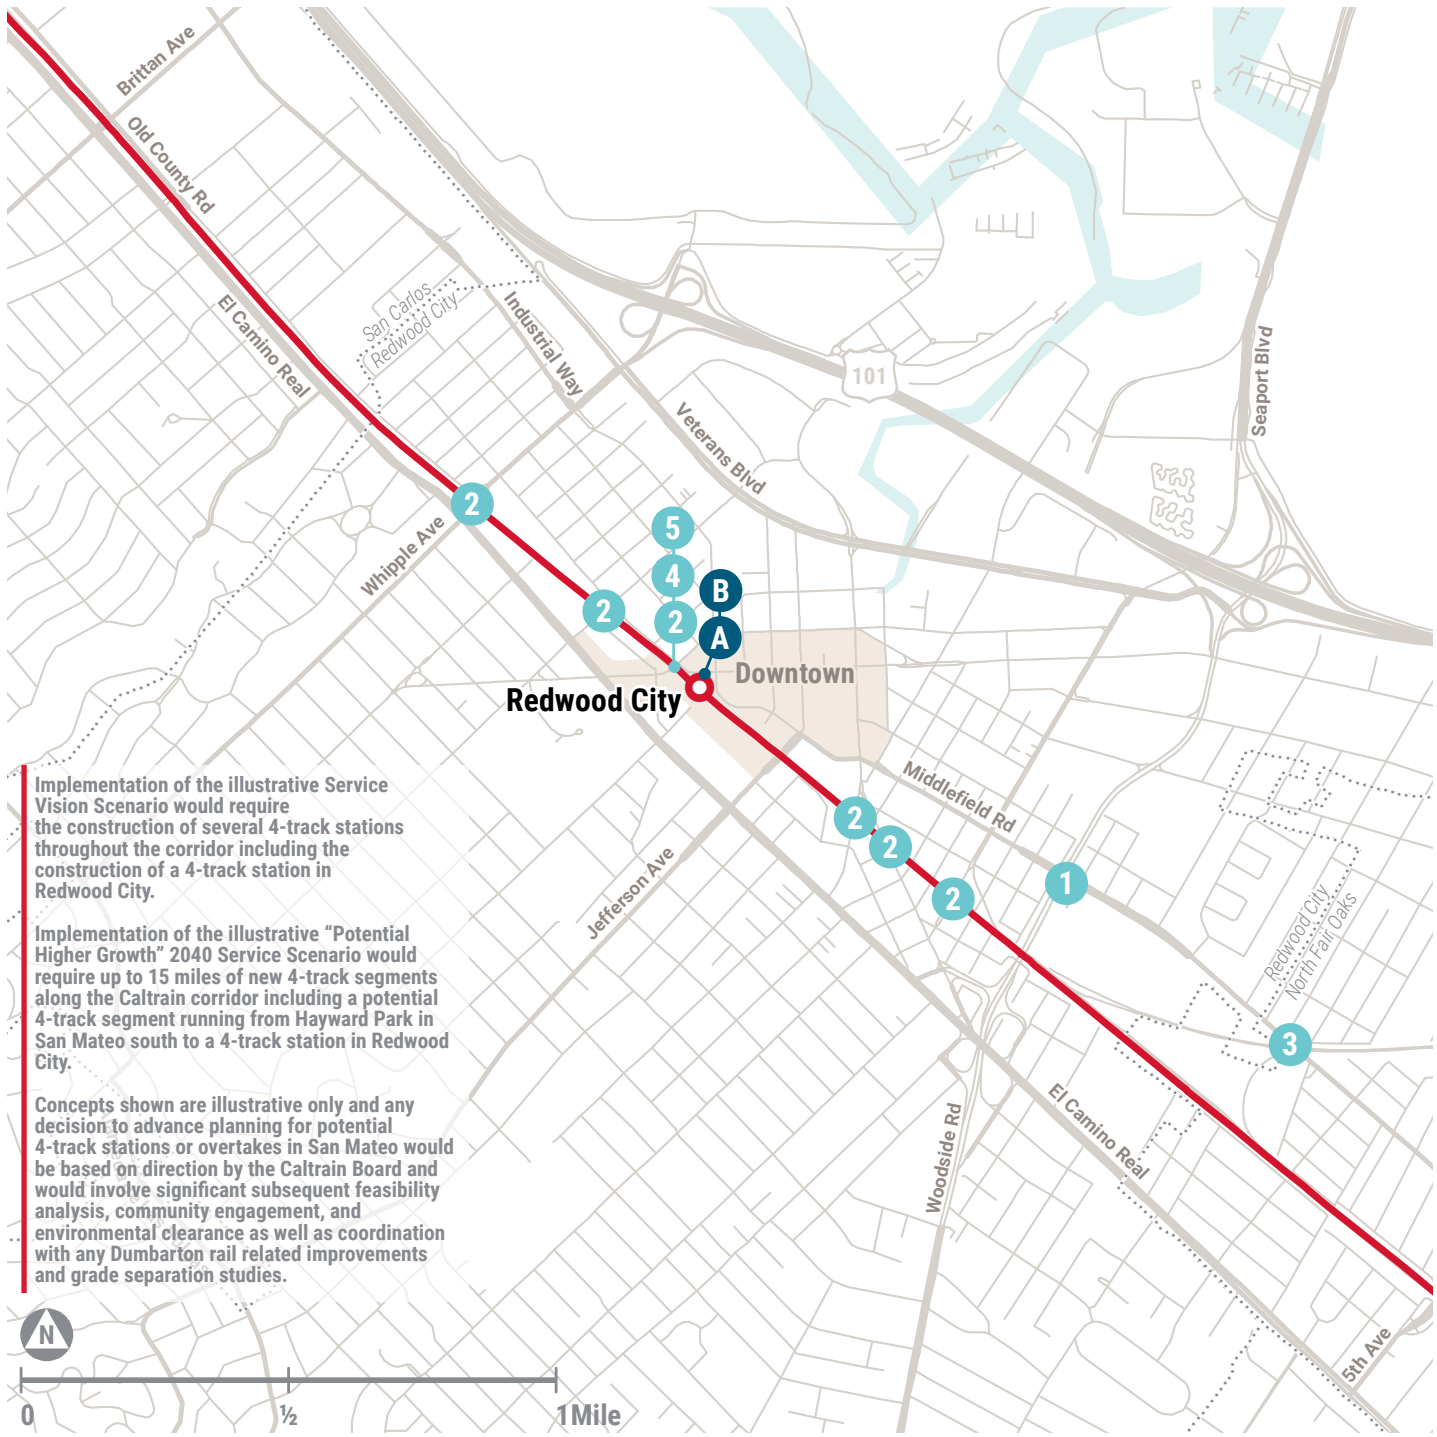 Brittan Ave
Old County Rd
El Camino Real
San Carlos
Redwood City
Industrial Way
101
Seaport Blvd
Veterans Blvd
Whipple Ave
2
5
4
2
2
B
A
Downtown
Redwood City
Middlefield Rd
2
2
2
1
Jefferson Ave
Redwood City
North Fair Oaks
3
El Camino Real
Woodside Rd
5th Ave
Implementation of the illustrative Service
Vision Scenario would require
the construction of several 4-track stations
throughout the corridor including the
construction of a 4-track station in
Redwood City.
Implementation of the illustrative “Potential
Higher Growth” 2040 Service Scenario would
require up to 15 miles of new 4-track segments
along the Caltrain corridor including a potential
4-track segment running from Hayward Park in
San Mateo south to a 4-track station in Redwood
City.
Concepts shown are illustrative only and any
decision to advance planning for potential
4-track stations or overtakes in San Mateo would
be based on direction by the Caltrain Board and
would involve significant subsequent feasibility
analysis, community engagement, and
environmental clearance as well as coordination
with any Dumbarton rail related improvements
and grade separation studies.
N
0
½
1Mile